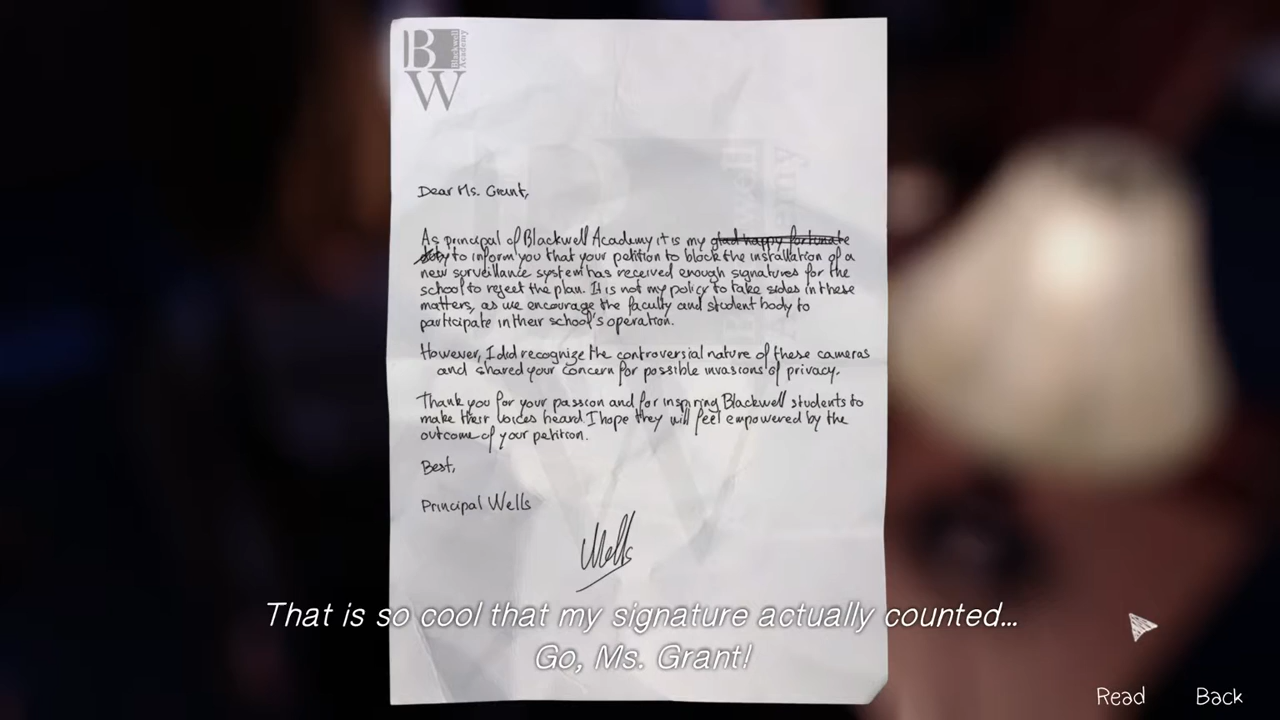 B
Blackwell
Academy
W
Dear Ms. Grant,
As principal of Blackwell Academy it is my glad happy fortunate
duty to inform you that your petition to block the installation of a
new surveillance system has received enough signatures for the
school to reject the plan. It is not my policy to take sides in these
matters, as we encourage the faculty and student body to
participate in their school's operation.
However, I did recognize the controversial nature of these cameras
and shared your concern for possible invasions of privacy.
Thank you for your passion and for inspiring Blackwell students to
make their voices heard I hope they will feel empowered by the
outcome of your petition.
Best,
Principal Wells
Wells
That is so cool that my signature actually counted...
Go, Ms. Grant!
Read Back